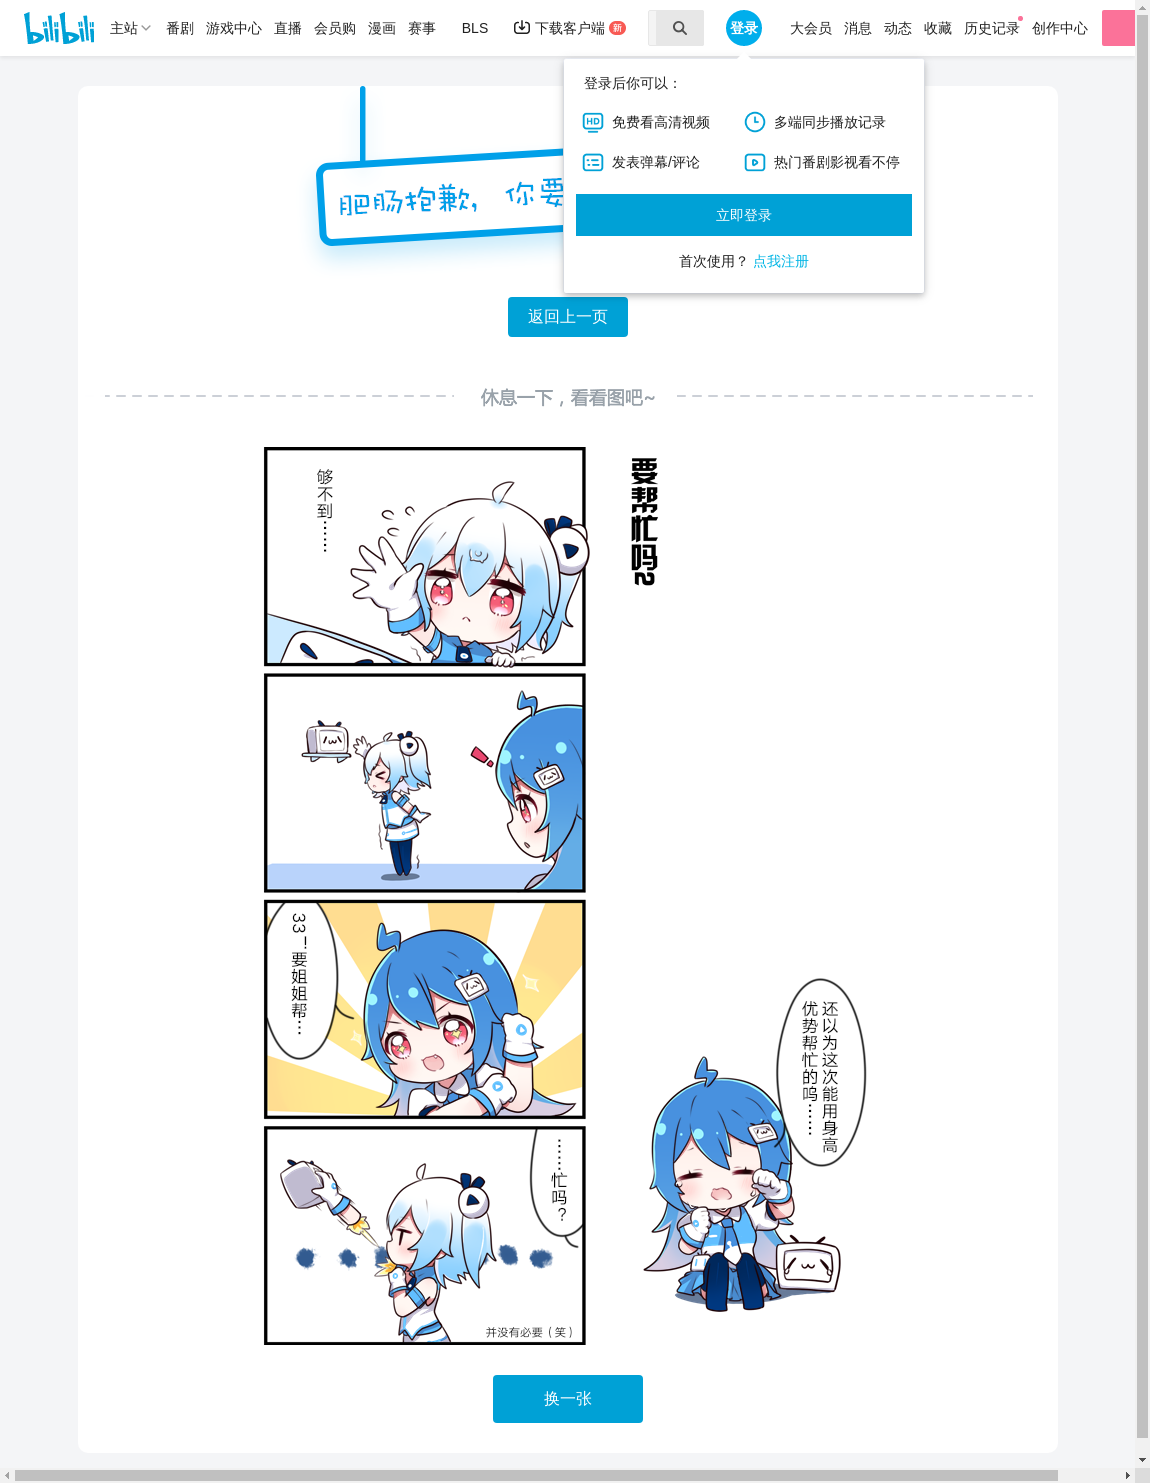 bilibili
主站 番剧 游戏中心 直播 会员购 漫画 赛事 BLS 下载客户端 新 登录 大会员 消息 动态 收藏 历史记录 创作中心
登录后你可以：
HD 免费看高清视频 多端同步播放记录
发表弹幕/评论 热门番剧影视看不停
立即登录
首次使用？ 点我注册
肥肠抱歉，你要
返回上一页
休息一下，看看图吧~
够不到……
要帮忙吗?
33！要姐姐帮…
还以为这次能用身高
优势帮忙的呜……
……忙吗？
并没有必要（笑）
换一张